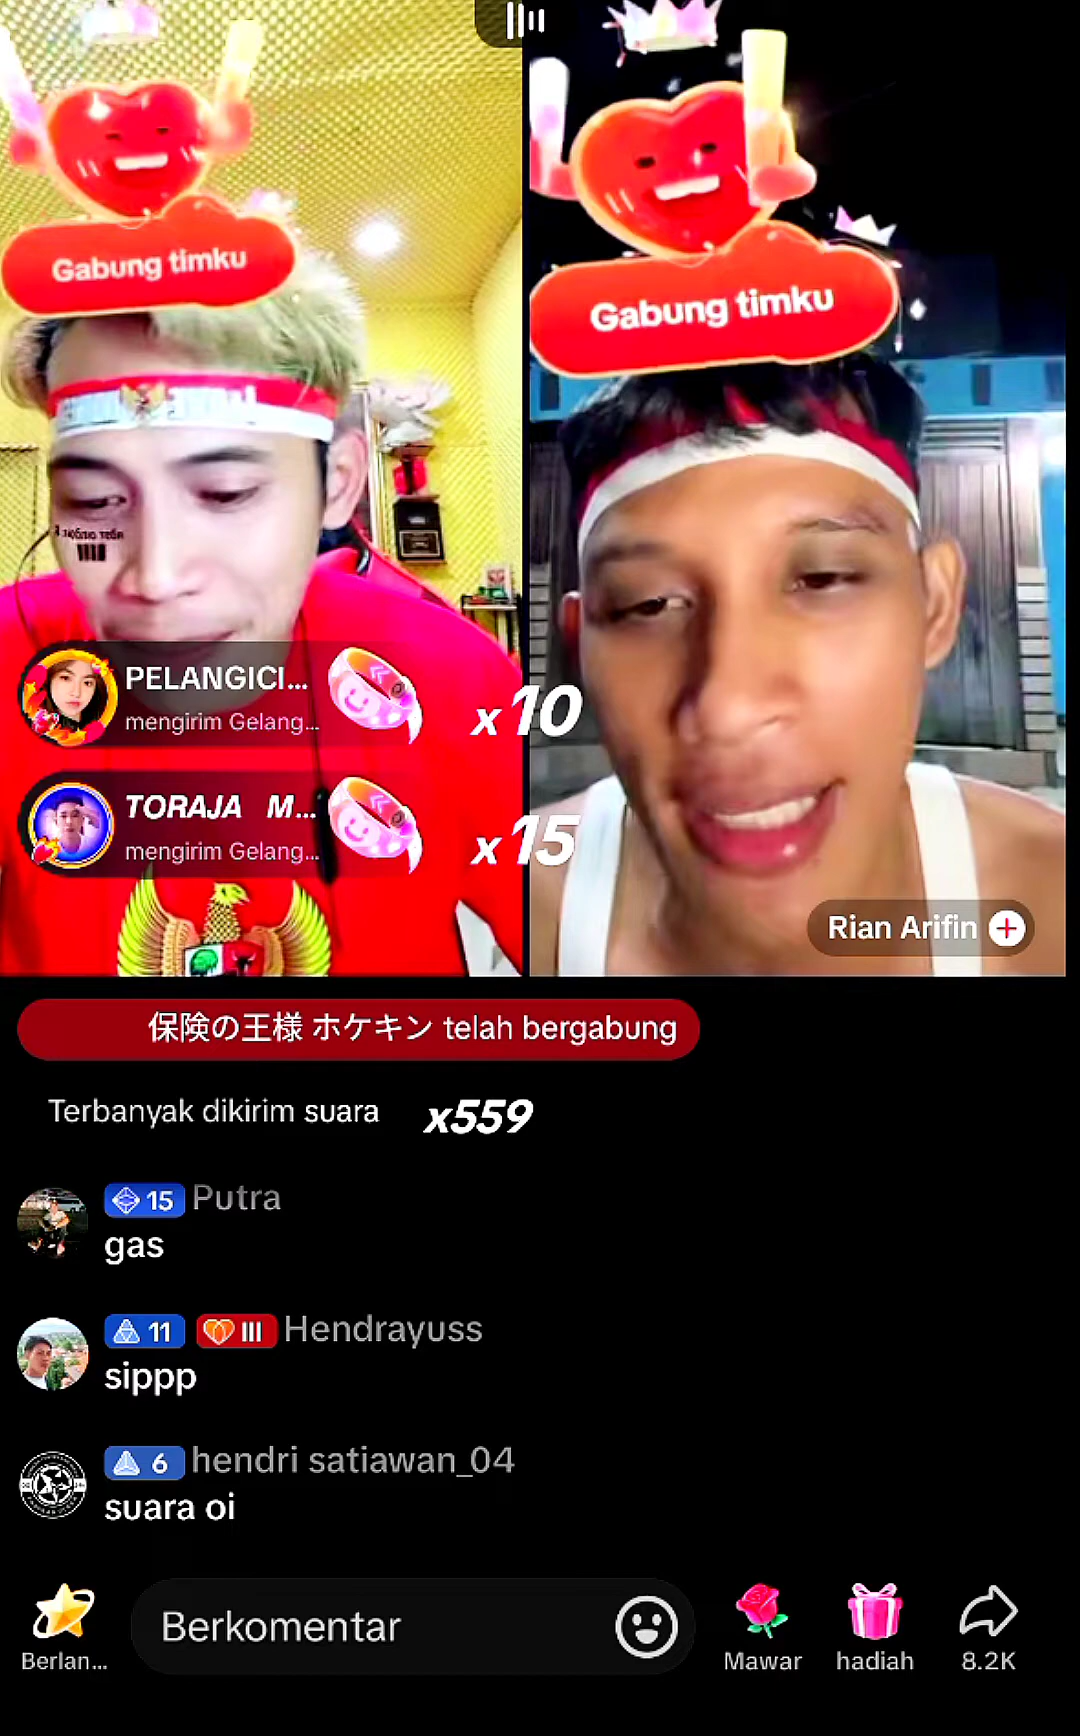 Gabung timku
Gabung timku
PELANGICI...
mengirim Gelang...
x10
TORAJA M...
mengirim Gelang...
x15
Rian Arifin
保険の王様 ホケキン telah bergabung
Terbanyak dikirim suara x559
15 Putra
gas
11 III Hendrayuss
sippp
6 hendri satiawan_04
suara oi
Berlan...
Berkomentar
Mawar
hadiah
8.2K